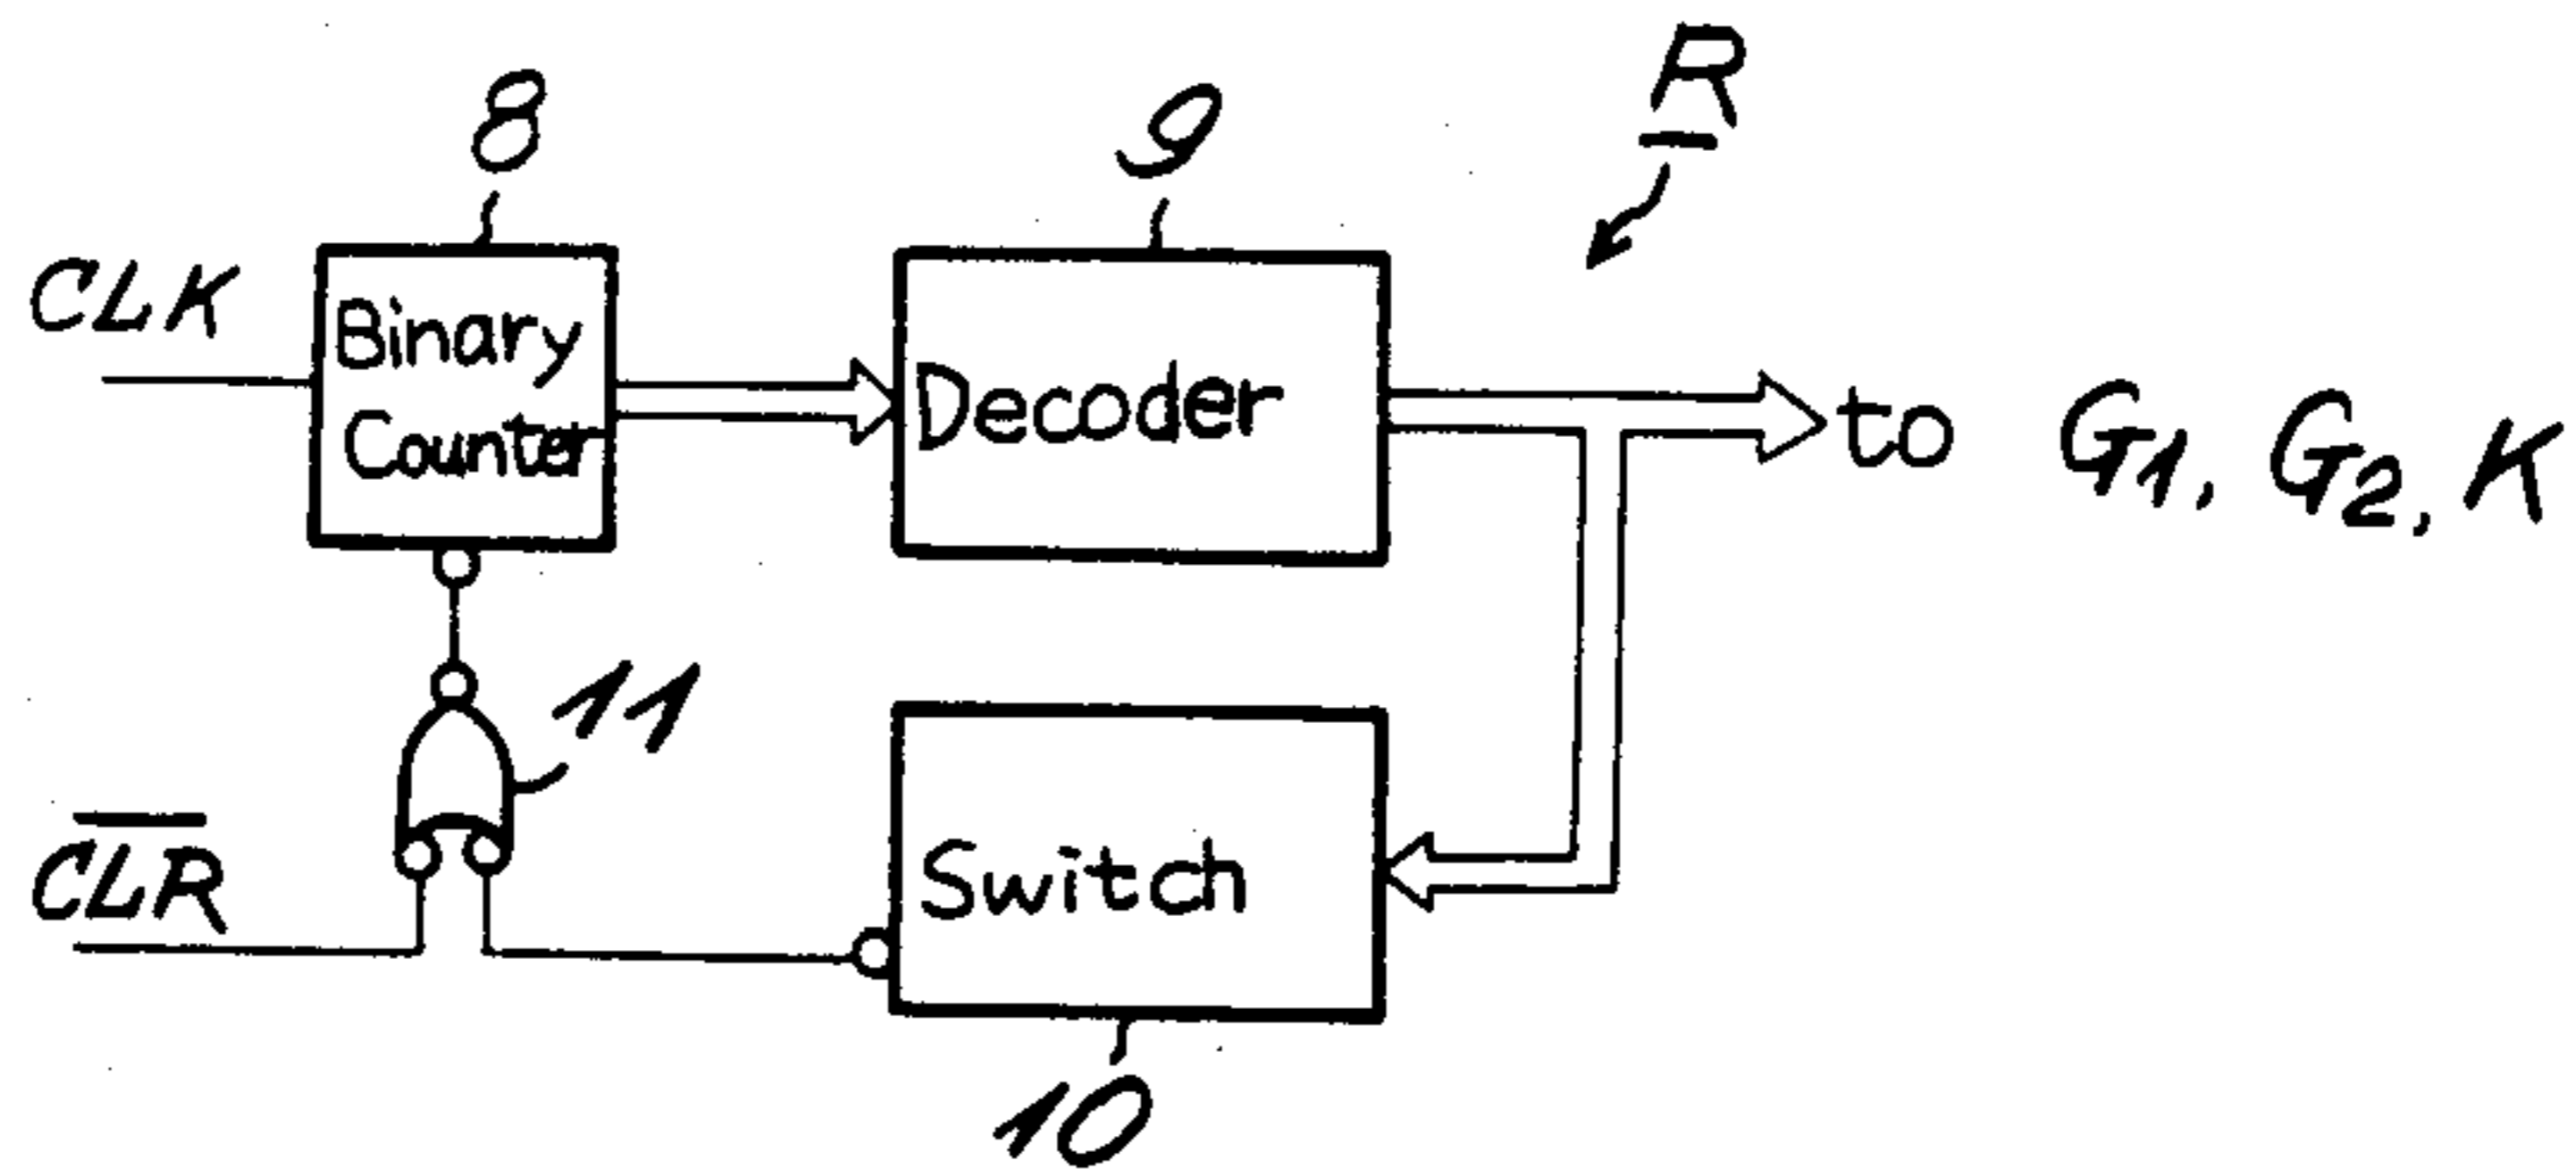 8
9
R
CLK
Binary
Counter
Decoder
to G1, G2, K
11
CLR
Switch
10